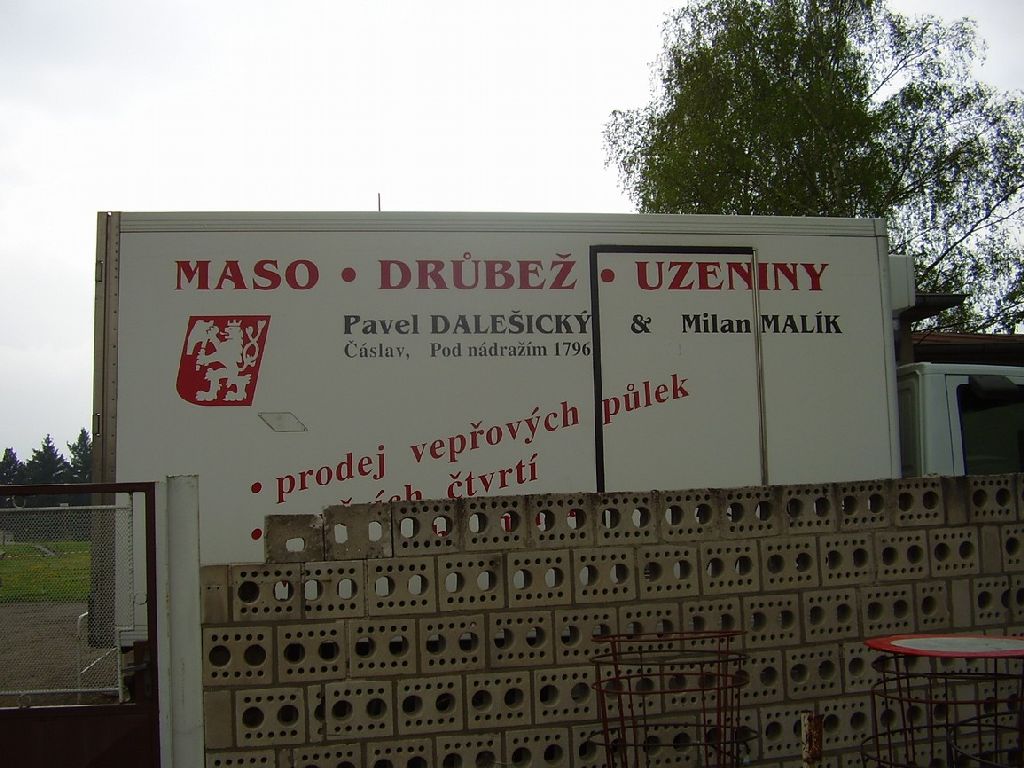 MASO • DRŮBEŽ • UZENINY
Pavel DALEŠICKÝ & Milan MALÍK
Čáslav, Pod nádražím 1796
• prodej vepřových půlek
• čtvrtí